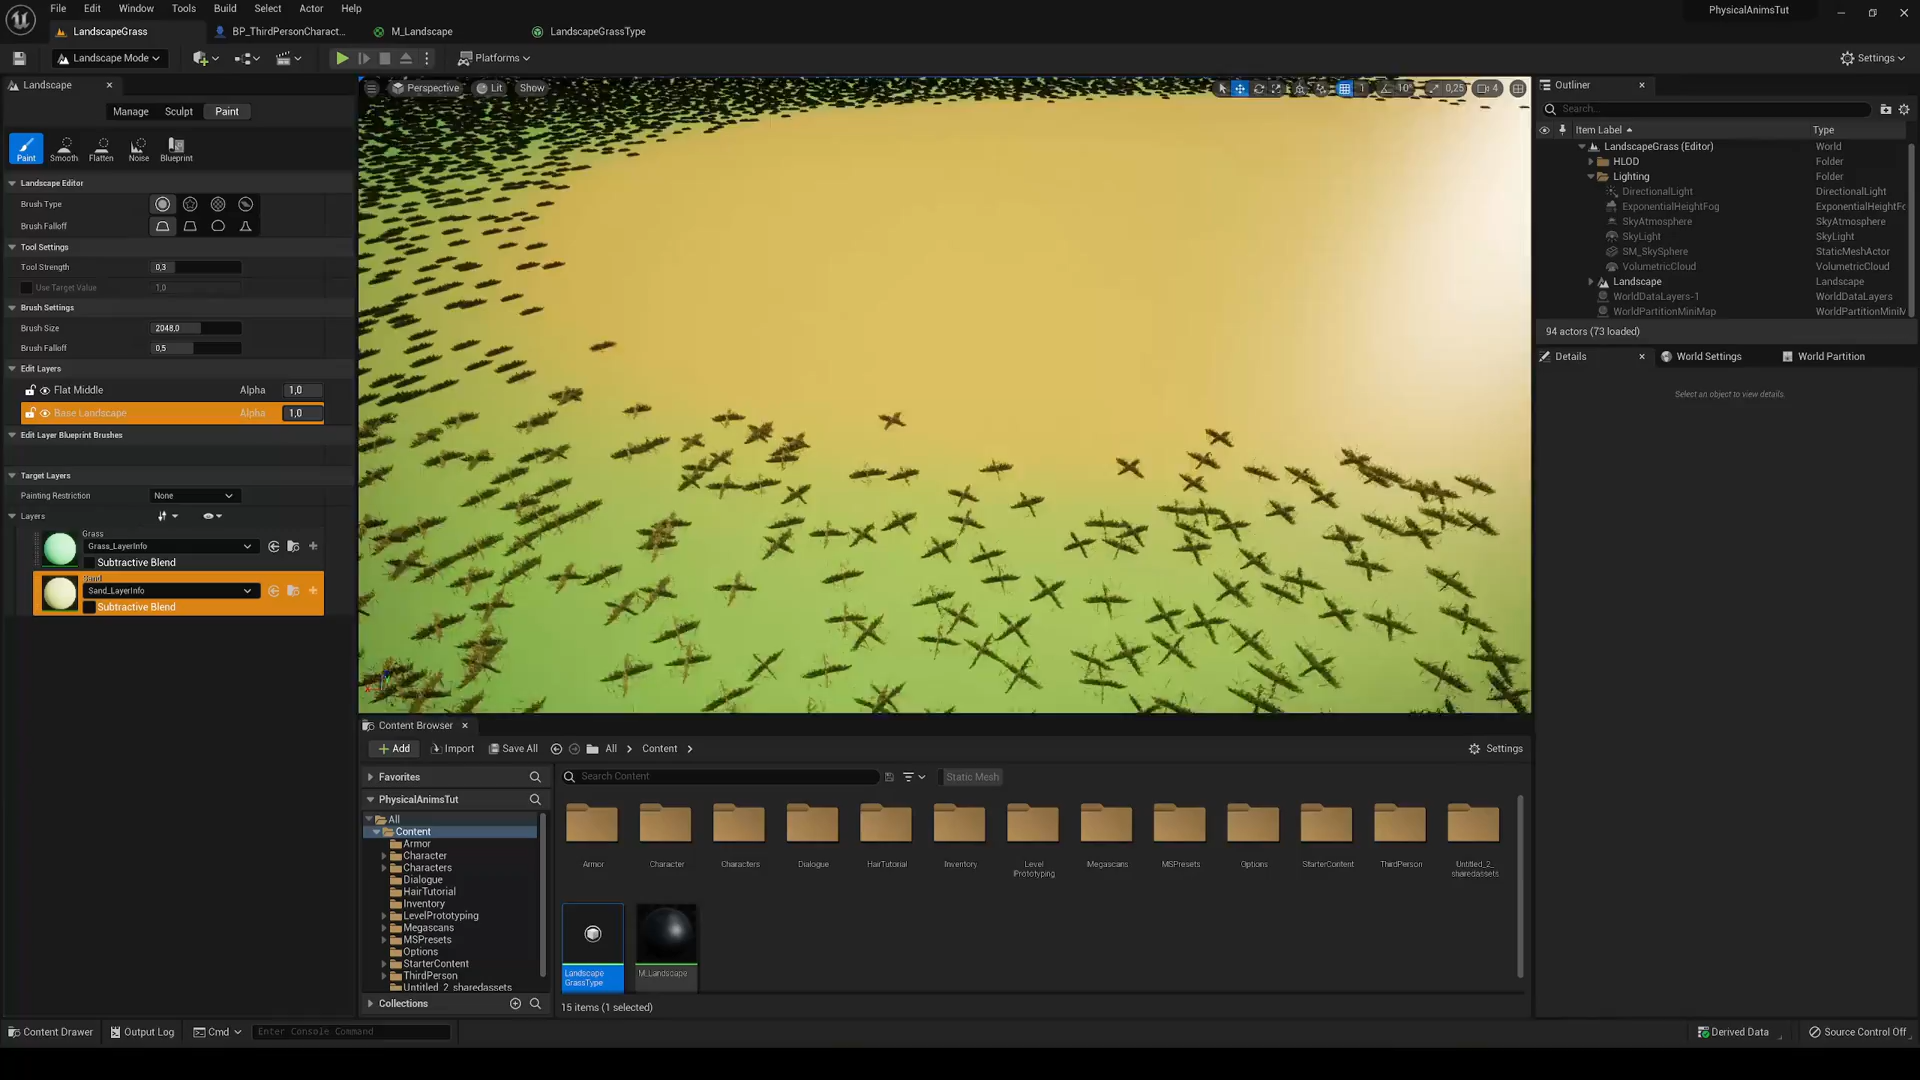 File Edit Window Tools Build Select Actor Help
PhysicalAnimsTut
LandscapeGrass BP_ThirdPersonCharact... M_Landscape LandscapeGrassType
Landscape Mode Platforms Settings
Landscape
Manage Sculpt Paint
Paint Smooth Flatten Noise Blueprint
Landscape Editor
Brush Type
Brush Falloff
Tool Settings
Tool Strength 0,3
Use Target Value 1,0
Brush Settings
Brush Size 2048,0
Brush Falloff 0,5
Edit Layers
Flat Middle Alpha 1,0
Base Landscape Alpha 1,0
Edit Layer Blueprint Brushes
Target Layers
Painting Restriction None
Layers
Grass
Grass_LayerInfo
Subtractive Blend
Sand
Sand_LayerInfo
Subtractive Blend
Perspective Lit Show 1 10° 0,25 4
Outliner
Search...
Item Label Type
LandscapeGrass (Editor) World
HLOD Folder
Lighting Folder
DirectionalLight DirectionalLight
ExponentialHeightFog ExponentialHeightFc
SkyAtmosphere SkyAtmosphere
SkyLight SkyLight
SM_SkySphere StaticMeshActor
VolumetricCloud VolumetricCloud
Landscape Landscape
WorldDataLayers-1 WorldDataLayers
WorldPartitionMiniMap WorldPartitionMiniM
94 actors (73 loaded)
Details World Settings World Partition
Select an object to view details.
Content Browser
Add Import Save All All Content Settings
Favorites
Search Content Static Mesh
PhysicalAnimsTut
All
Content
Armor
Character
Characters
Dialogue
HairTutorial
Inventory
LevelPrototyping
Megascans
MSPresets
Options
StarterContent
ThirdPerson
Untitled_2_sharedassets
Collections
Armor Character Characters Dialogue HairTutorial Inventory Level Prototyping Megascans MSPresets Options StarterContent ThirdPerson Untitled_2_ sharedassets
Landscape GrassType M_Landscape
15 items (1 selected)
Content Drawer Output Log Cmd Enter Console Command Derived Data Source Control Off